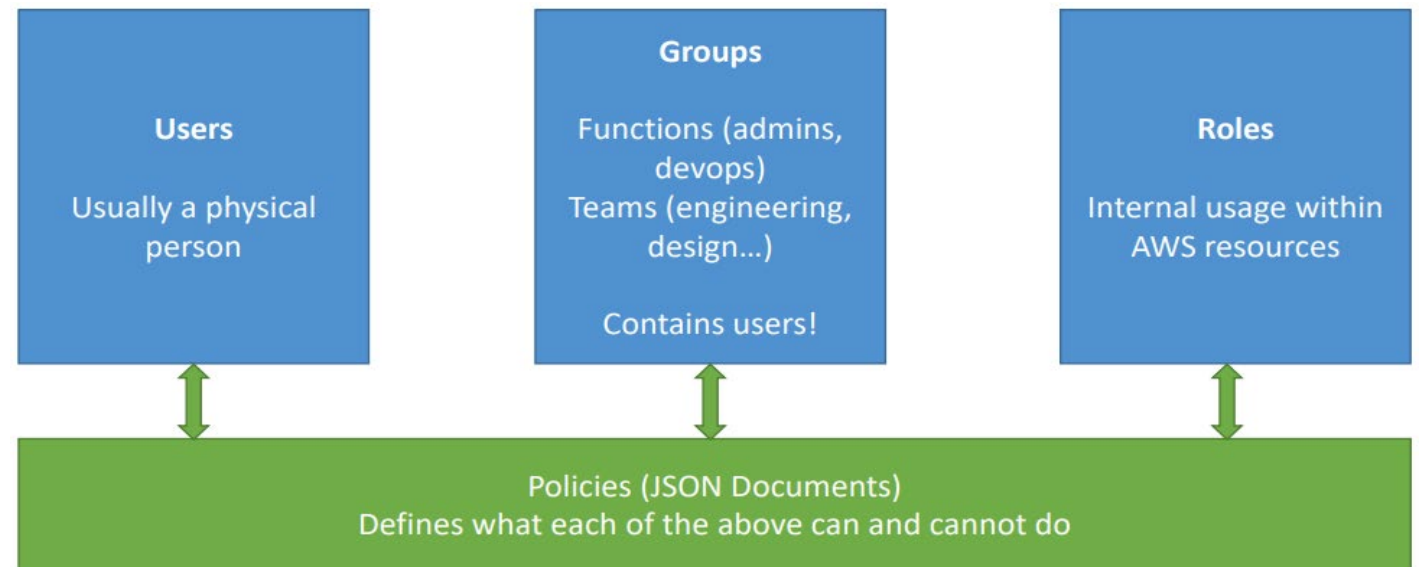 Users
Usually a physical
person
Groups
Functions (admins,
devops)
Teams (engineering,
design…)
Contains users!
Roles
Internal usage within
AWS resources
Policies (JSON Documents)
Defines what each of the above can and cannot do